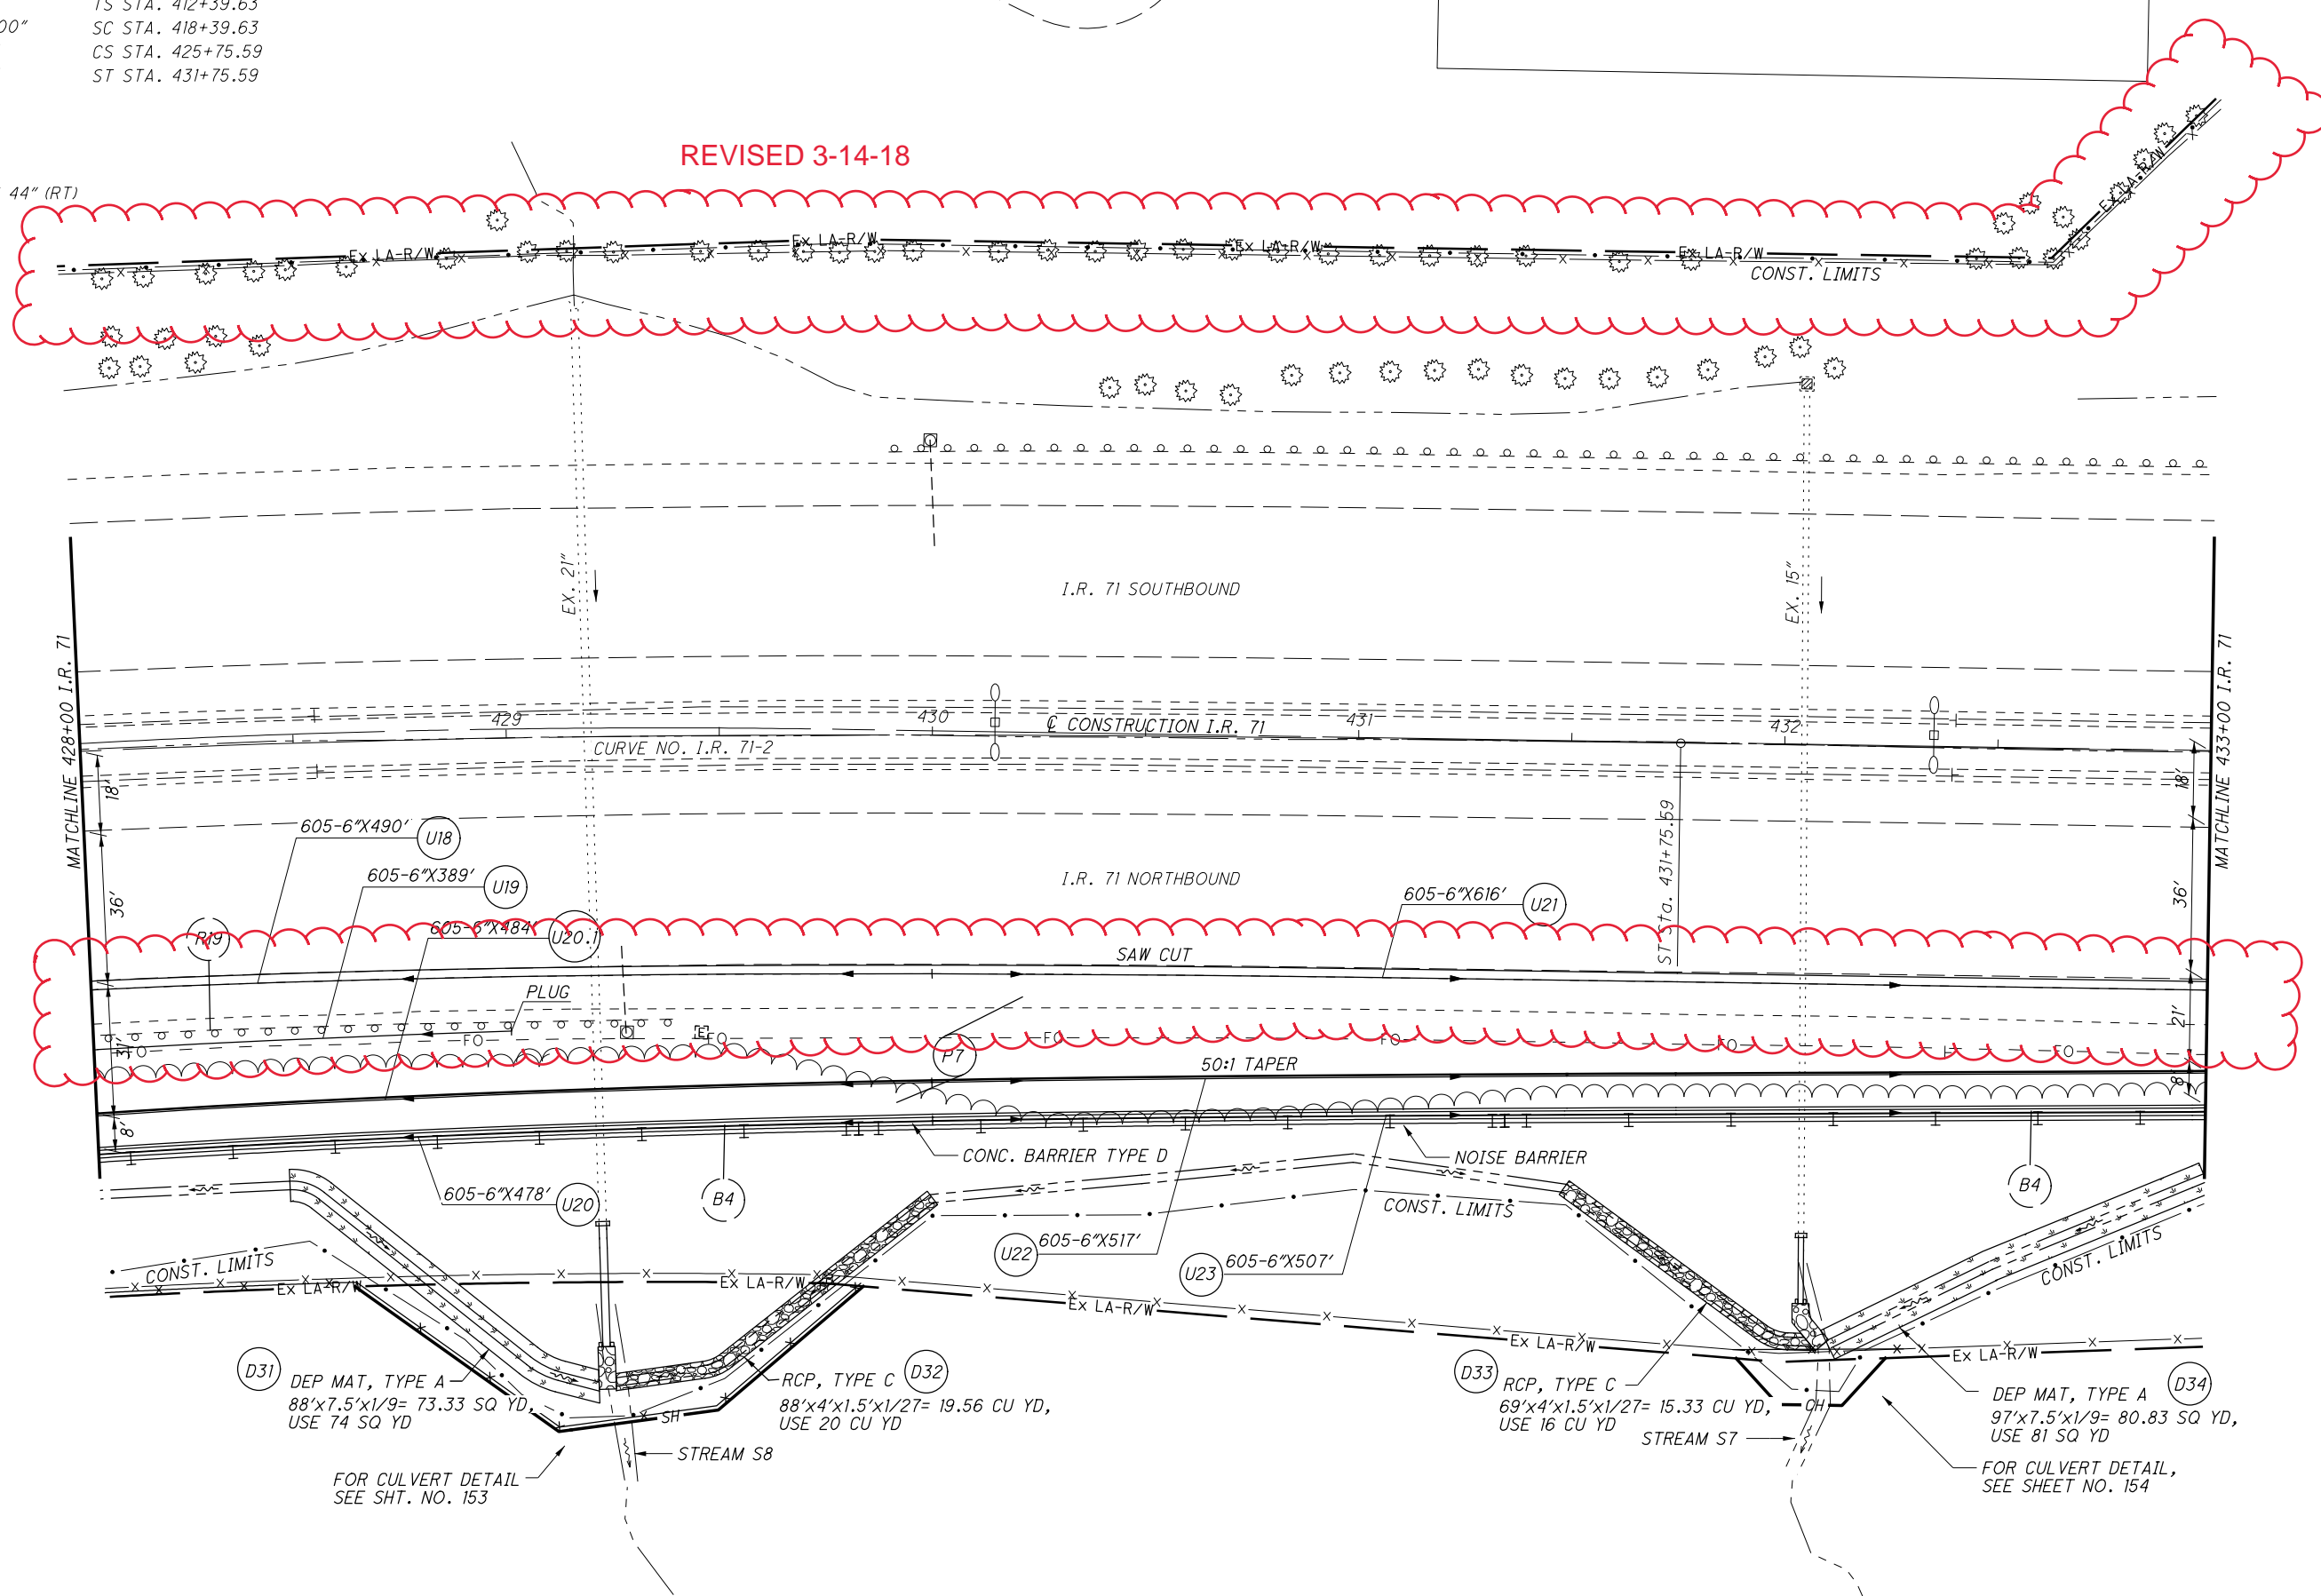 TS STA. 412+39.63
00"
SC STA. 418+39.63
CS STA. 425+75.59
ST STA. 431+75.59
REVISED 3-14-18
44" (RT)
Ex LA-R/W
Ex LA-R/W
Ex LA-R/W
Ex LA-R/W
Ex LA-R/W
CONST. LIMITS
EX. 21"
I.R. 71 SOUTHBOUND
EX. 15"
MATCHLINE 428+00 I.R. 71
MATCHLINE 433+00 I.R. 71
429
430
℄ CONSTRUCTION I.R. 71
431
432
CURVE NO. I.R. 71-2
18'
18'
605-6"X490'
U18
ST Sta. 431+75.59
605-6"X389'
U19
I.R. 71 NORTHBOUND
36'
36'
605-6"X616'
U21
R19
605-6"X484'
U20.1
SAW CUT
PLUG
31'
21'
FO
FO
E
FO
FO
FO
FO
FO
P7
50:1 TAPER
8'
8'
CONC. BARRIER TYPE D
NOISE BARRIER
605-6"X478'
U20
B4
B4
CONST. LIMITS
U22
605-6"X517'
U23
605-6"X507'
CONST. LIMITS
CONST. LIMITS
Ex LA-R/W
Ex LA-R/W
Ex LA-R/W
Ex LA-R/W
Ex LA-R/W
D31
DEP MAT, TYPE A
88'x7.5'x1/9= 73.33 SQ YD,
USE 74 SQ YD
RCP, TYPE C
D32
88'x4'x1.5'x1/27= 19.56 CU YD,
USE 20 CU YD
D33
RCP, TYPE C
69'x4'x1.5'x1/27= 15.33 CU YD,
USE 16 CU YD
DEP MAT, TYPE A
D34
97'x7.5'x1/9= 80.83 SQ YD,
USE 81 SQ YD
SH
CH
STREAM S8
STREAM S7
FOR CULVERT DETAIL
SEE SHT. NO. 153
FOR CULVERT DETAIL,
SEE SHEET NO. 154